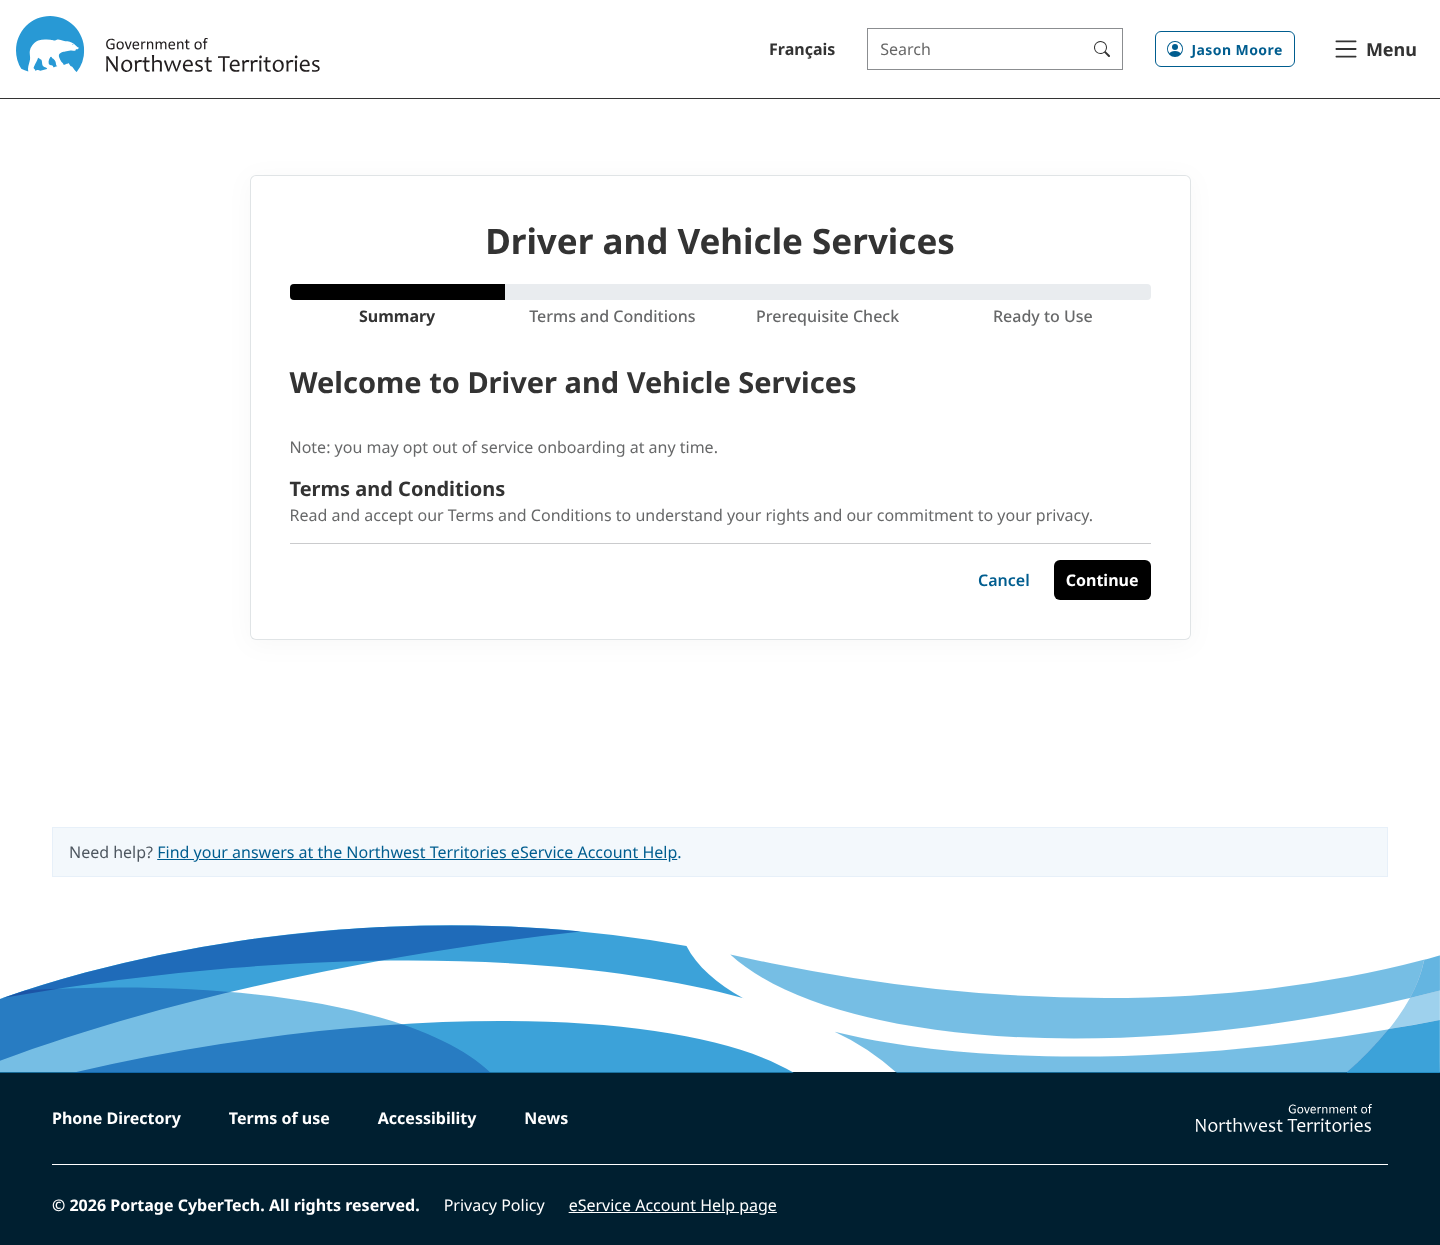 Government of
Northwest Territories
Français
Search
Jason Moore
Menu
Driver and Vehicle Services
Summary
Terms and Conditions
Prerequisite Check
Ready to Use
Welcome to Driver and Vehicle Services
Note: you may opt out of service onboarding at any time.
Terms and Conditions
Read and accept our Terms and Conditions to understand your rights and our commitment to your privacy.
Cancel
Continue
Need help? Find your answers at the Northwest Territories eService Account Help.
Phone Directory
Terms of use
Accessibility
News
Government of
Northwest Territories
© 2026 Portage CyberTech. All rights reserved.
Privacy Policy
eService Account Help page